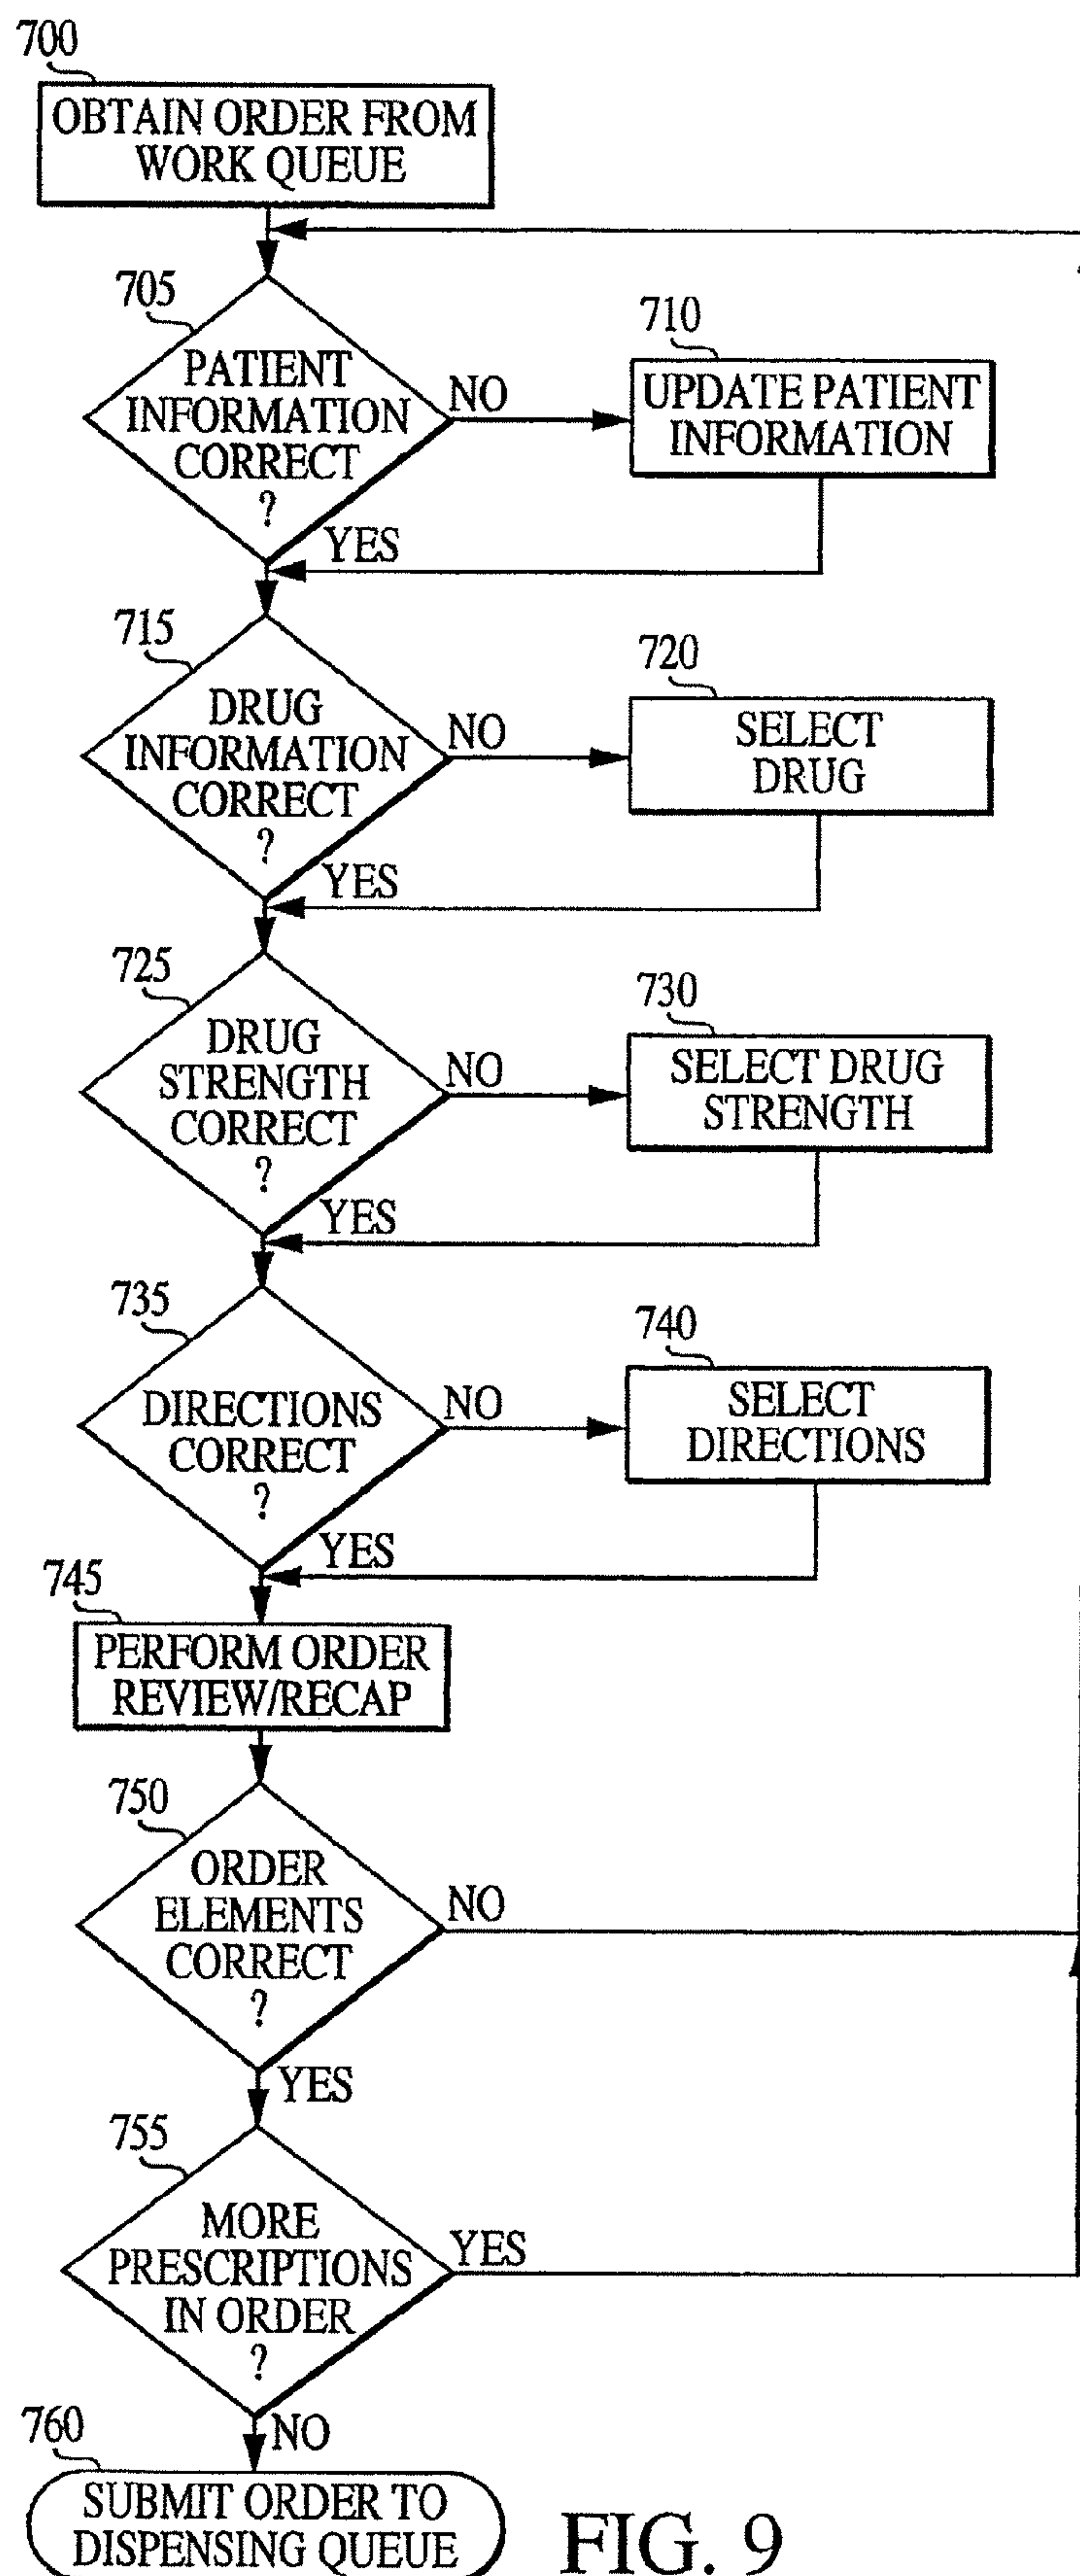 700
OBTAIN ORDER FROM
WORK QUEUE
705
PATIENT
INFORMATION
CORRECT
?
NO
710
UPDATE PATIENT
INFORMATION
YES
715
DRUG
INFORMATION
CORRECT
?
NO
720
SELECT
DRUG
YES
725
DRUG
STRENGTH
CORRECT
?
NO
730
SELECT DRUG
STRENGTH
YES
735
DIRECTIONS
CORRECT
?
NO
740
SELECT
DIRECTIONS
YES
745
PERFORM ORDER
REVIEW/RECAP
750
ORDER
ELEMENTS
CORRECT
?
NO
YES
755
MORE
PRESCRIPTIONS
IN ORDER
?
YES
NO
760
SUBMIT ORDER TO
DISPENSING QUEUE
FIG. 9